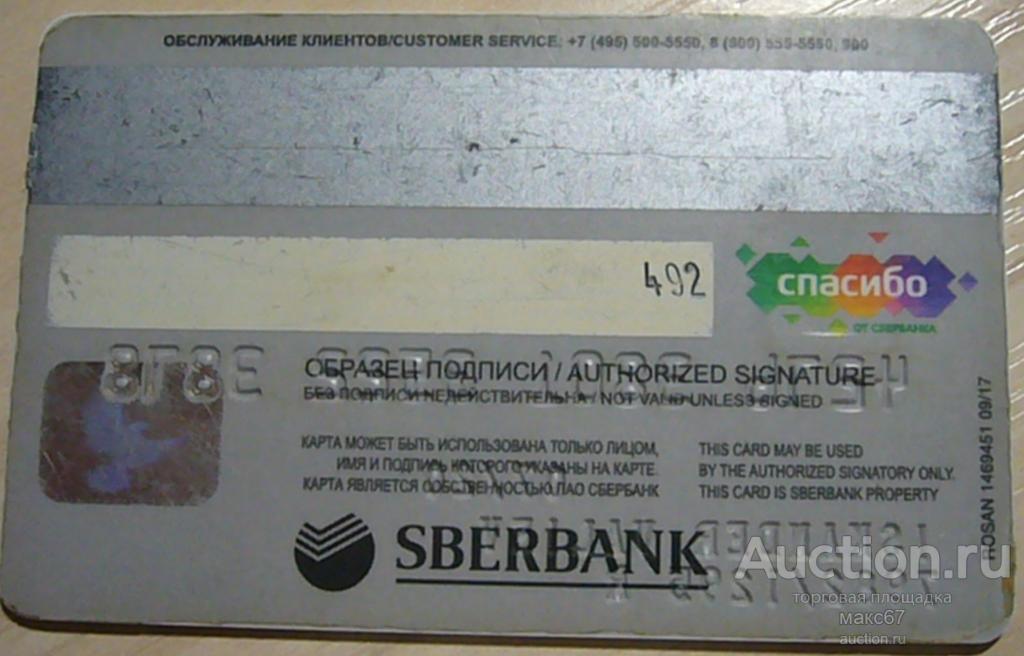 ОБСЛУЖИВАНИЕ КЛИЕНТОВ/CUSTOMER SERVICE: +7 (495) 500-5550, 8 (800) 555-5550, 900
спасибо
ОТ СБЕРБАНКА
ОБРАЗЕЦ ПОДПИСИ / AUTHORIZED SIGNATURE
БЕЗ ПОДПИСИ НЕДЕЙСТВИТЕЛЬНА / NOT VALID UNLESS SIGNED
КАРТА МОЖЕТ БЫТЬ ИСПОЛЬЗОВАНА ТОЛЬКО ЛИЦОМ,
ИМЯ И ПОДПИСЬ КОТОРОГО УКАЗАНЫ НА КАРТЕ.
КАРТА ЯВЛЯЕТСЯ СОБСТВЕННОСТЬЮ ПАО СБЕРБАНК
THIS CARD MAY BE USED
BY THE AUTHORIZED SIGNATORY ONLY.
THIS CARD IS SBERBANK PROPERTY
ROSAN 1469451 09/17
SBERBANK
Auction.ru
торговая площадка
макс67
auction.ru